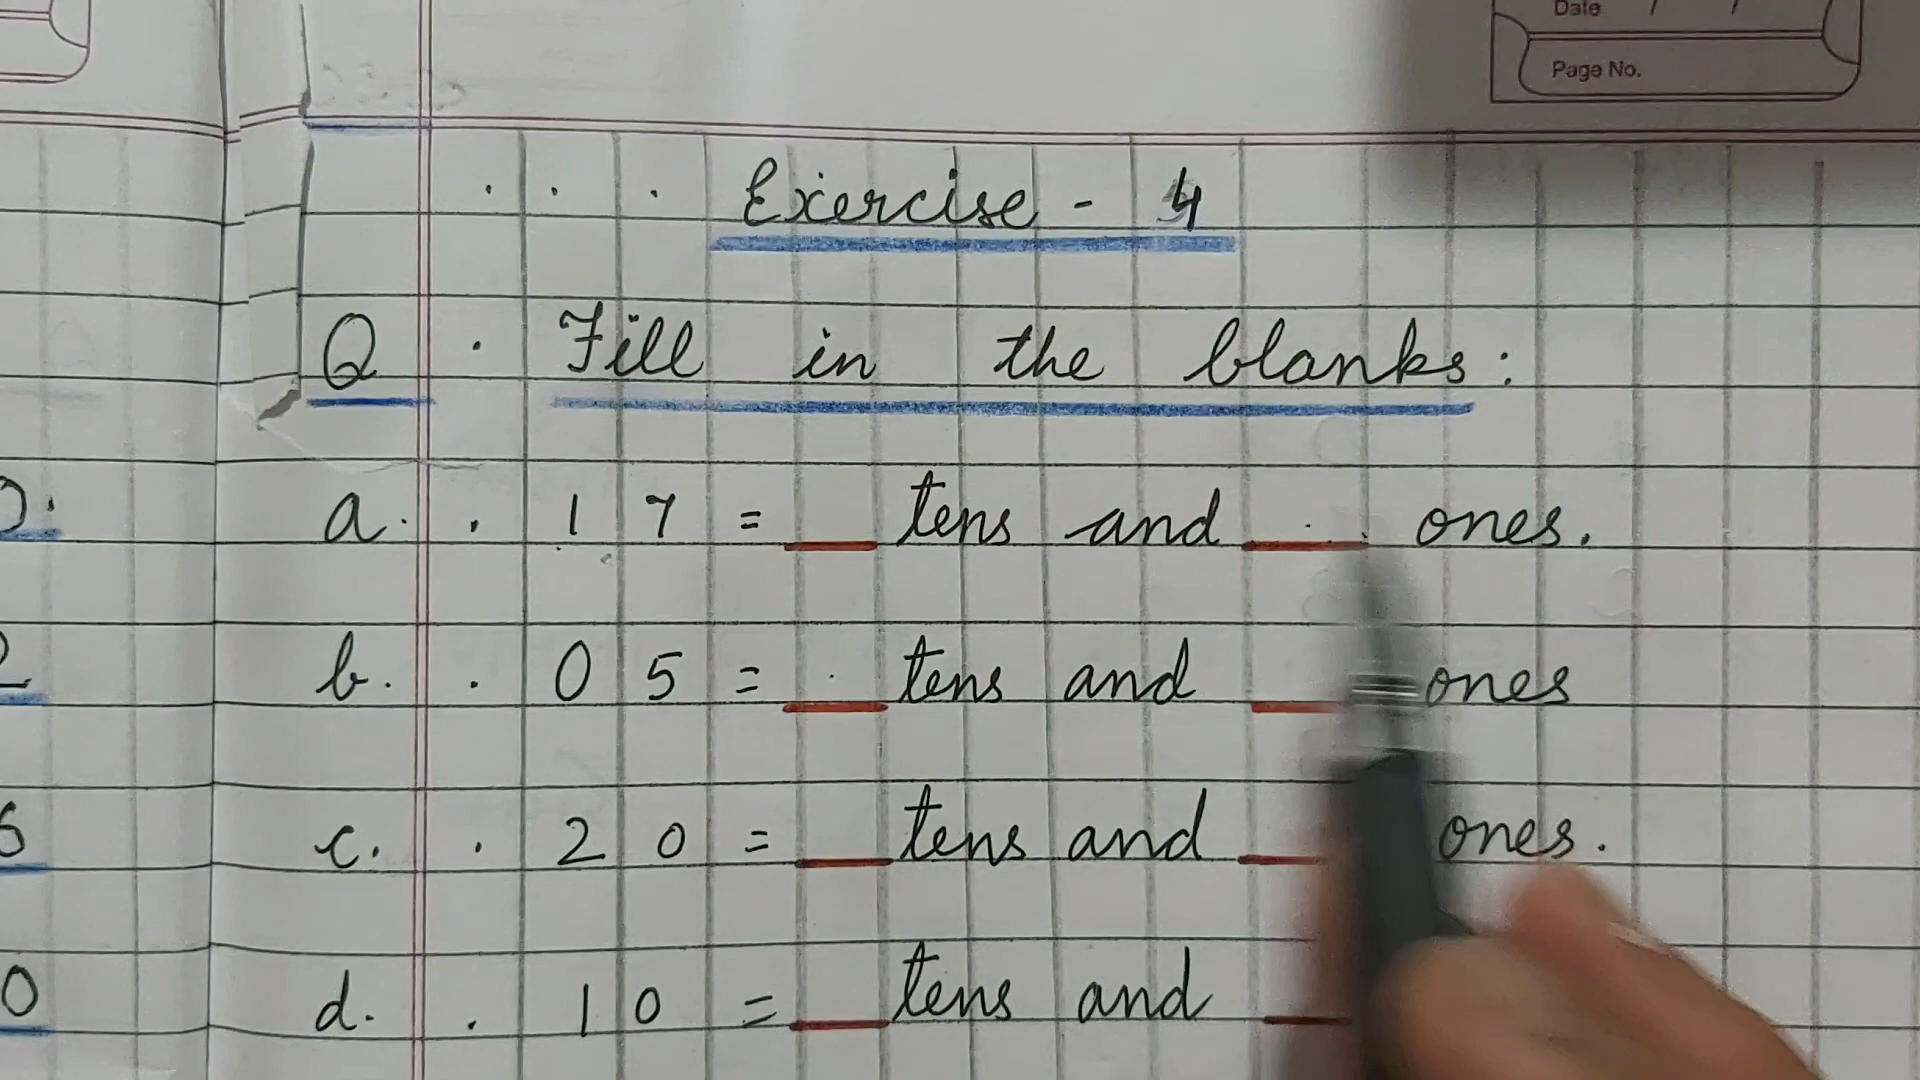 Date / /
Page No.
Exercise - 4
Q . Fill in the blanks :
a. . 17 = __ tens and __ ones.
b. . 05 = __ tens and __ ones
c. . 20 = __ tens and __ ones.
d. . 10 = __ tens and __